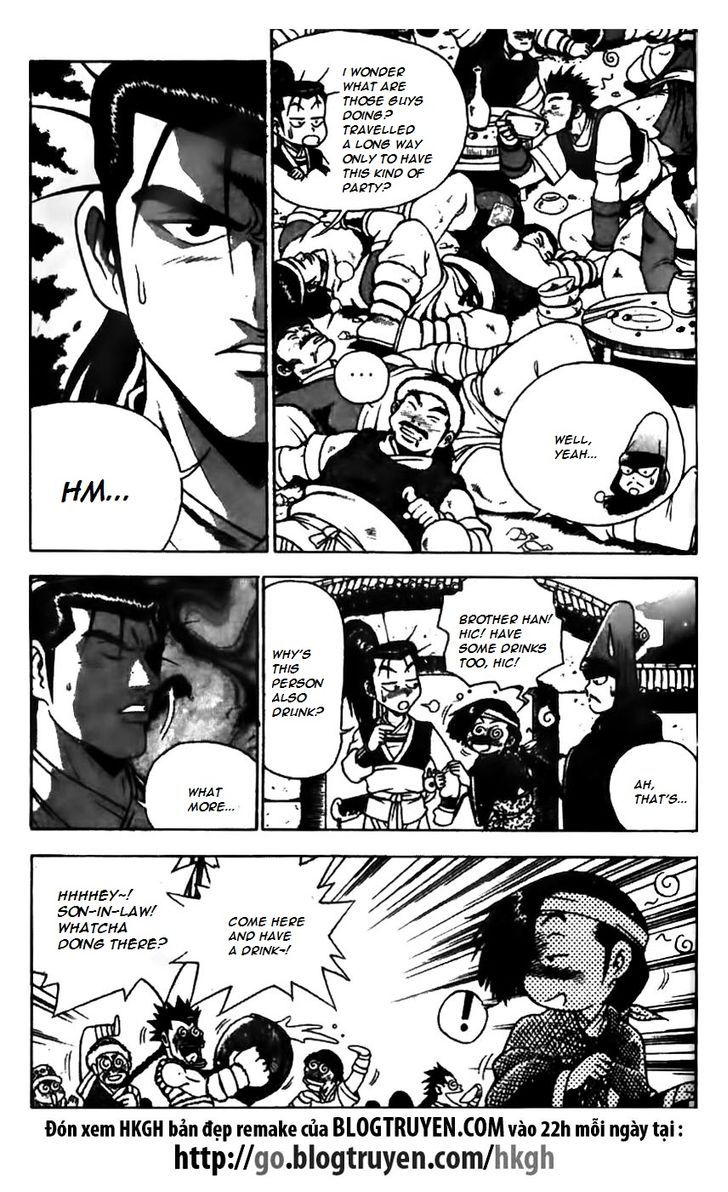 HM...
I WONDER
WHAT ARE
THOSE GUYS
DOING?
TRAVELLED
A LONG WAY
ONLY TO HAVE
THIS KIND OF
PARTY?
...
WELL,
YEAH...
WHAT
MORE...
WHY'S
THIS
PERSON
ALSO
DRUNK?
BROTHER HAN!
HIC! HAVE
SOME DRINKS
TOO, HIC!
AH,
THAT'S...
HHHHEY~!
SON-IN-LAW!
WHATCHA
DOING THERE?
COME HERE
AND HAVE
A DRINK~!
!
Đón xem HKGH bản đẹp remake của BLOGTRUYEN.COM vào 22h mỗi ngày tại :
http://go.blogtruyen.com/hkgh